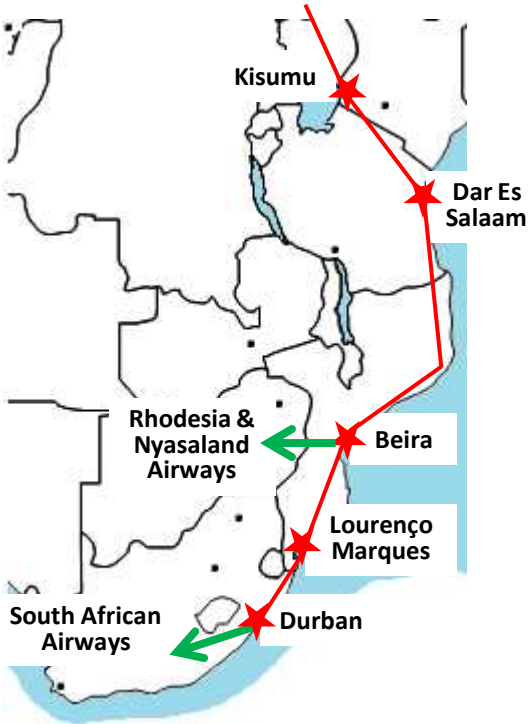 Kisumu
Dar Es
Salaam
Rhodesia &
Nyasaland
Airways
Beira
Lourenço
Marques
South African
Airways
Durban